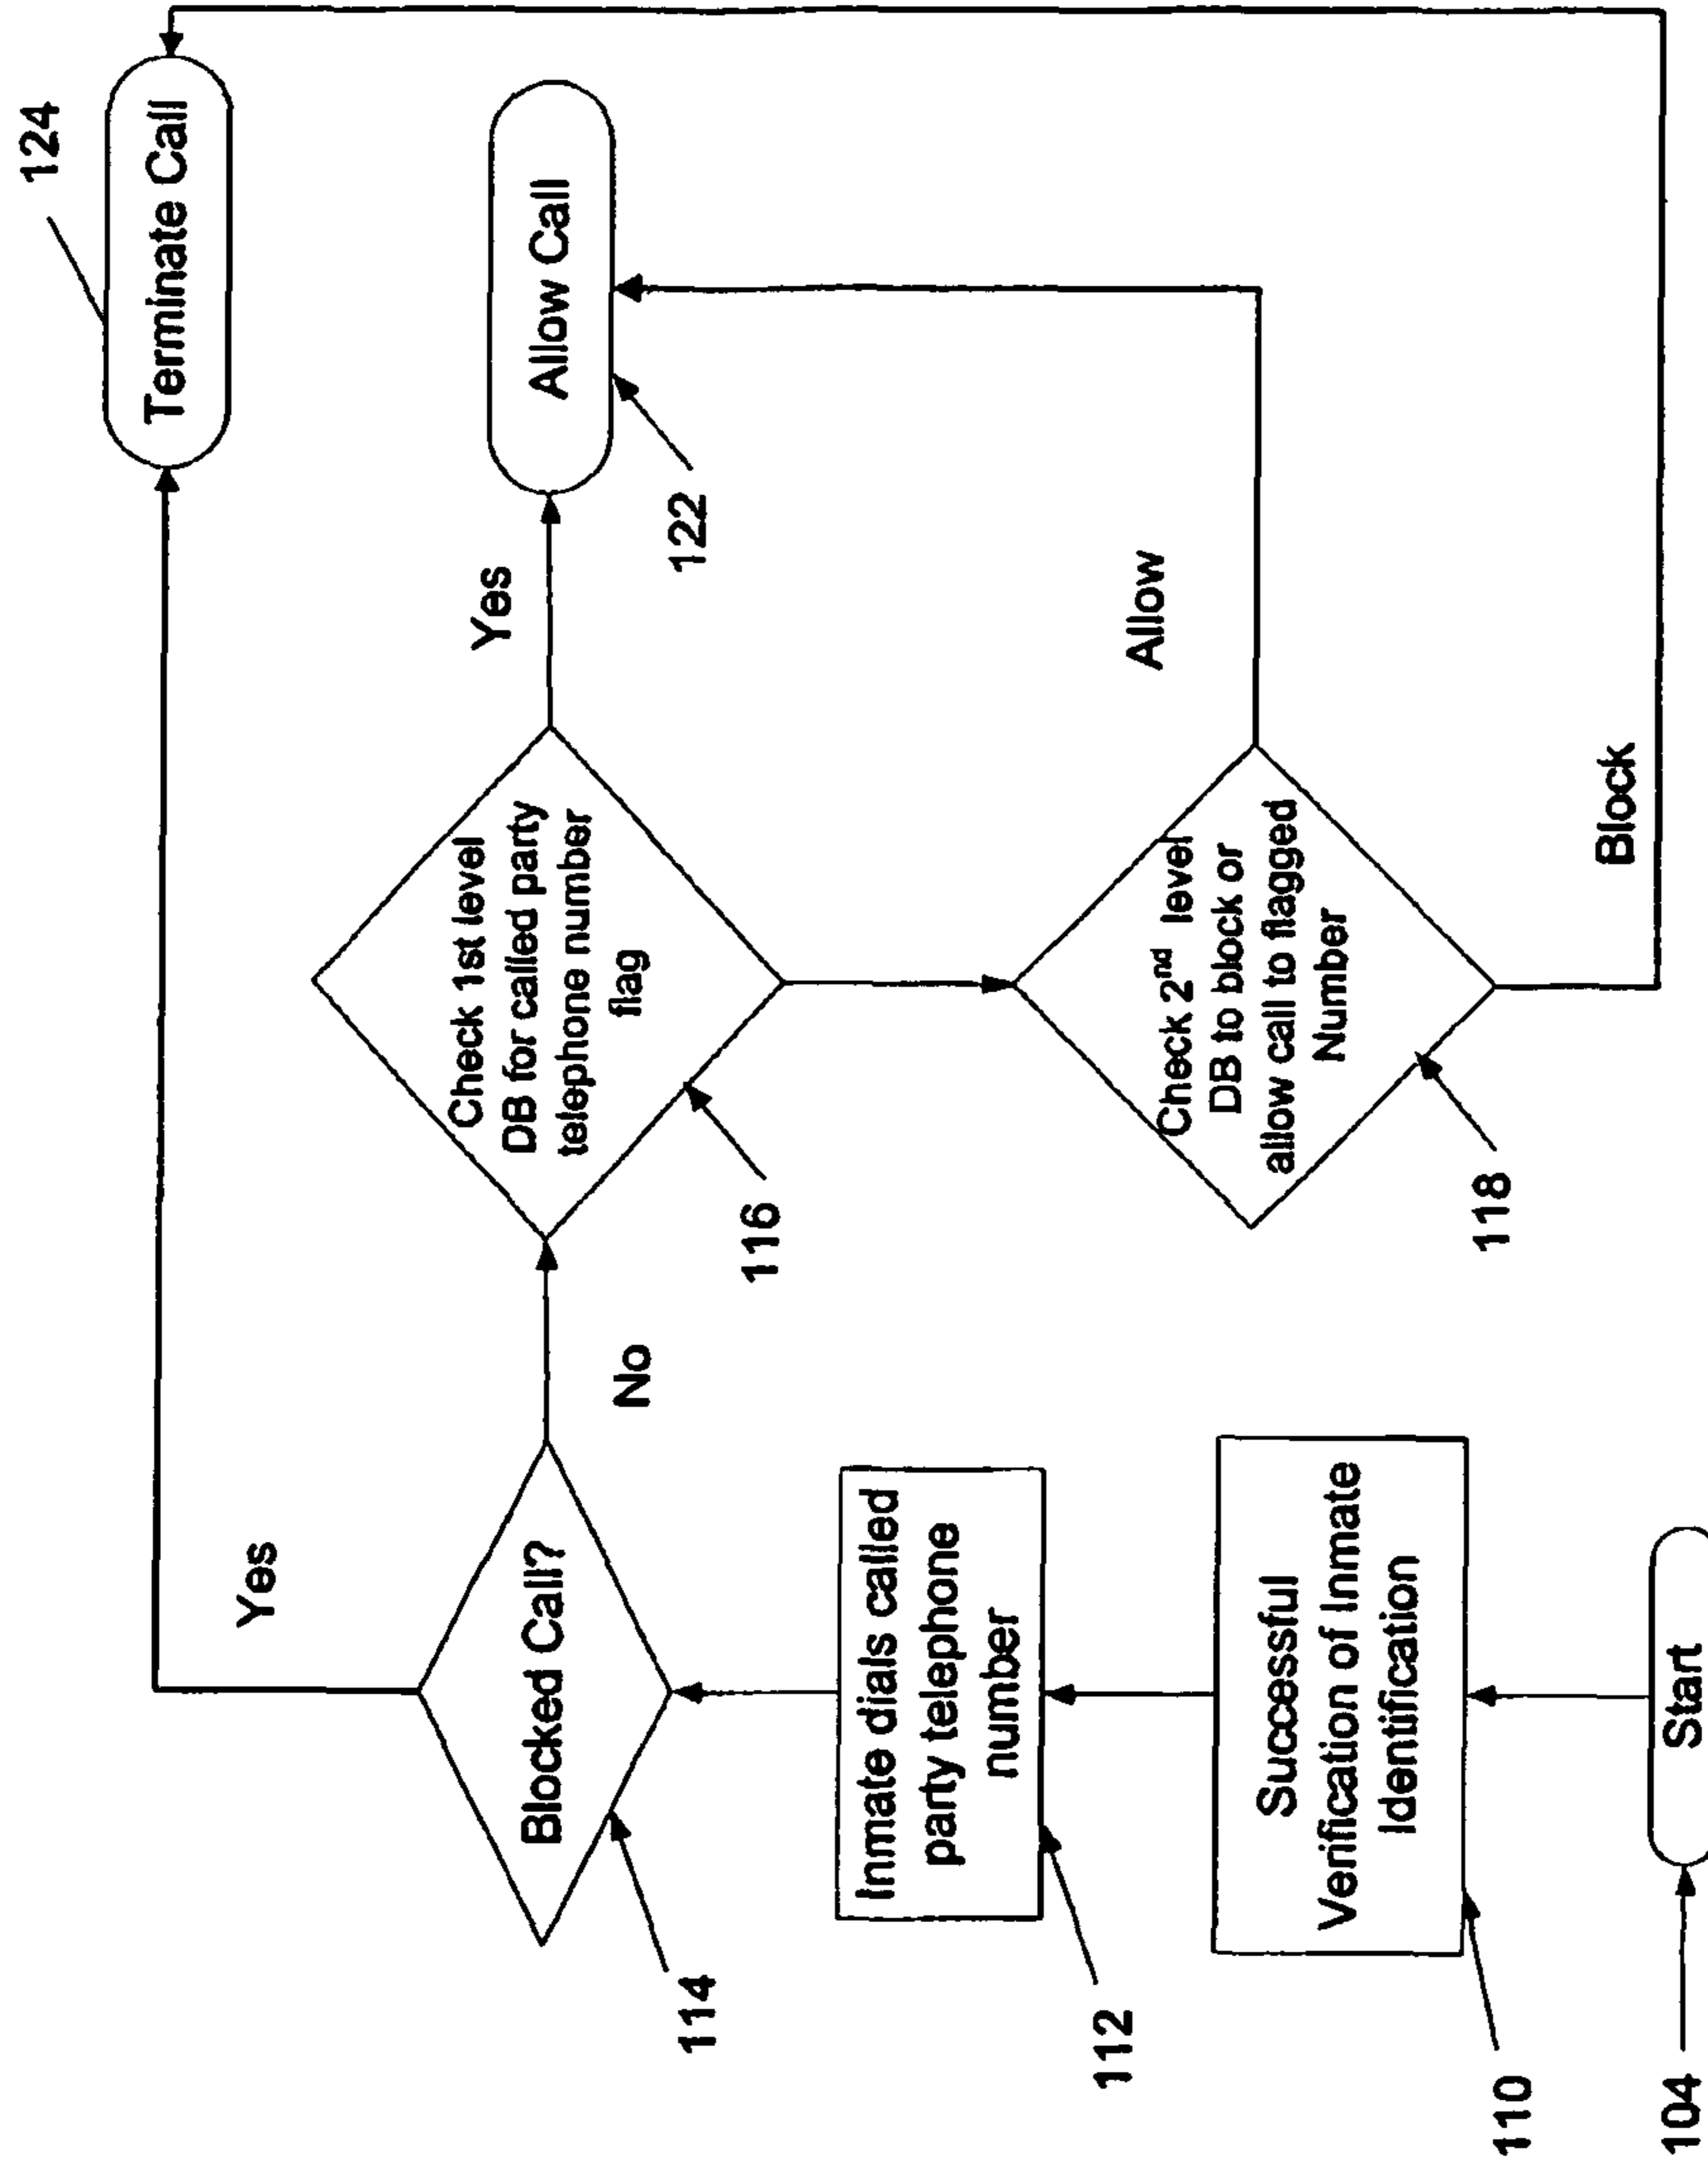 124
Terminate Call
Yes
Blocked Call?
114
No
Check 1st level
DB for called party
telephone number
flag
116
Yes
Allow Call
122
Inmate dials called
party telephone
number
112
Check 2nd level
DB to block or
allow call to flagged
Number
118
Allow
Block
Successful
Verification of Inmate
Identification
110
Start
104